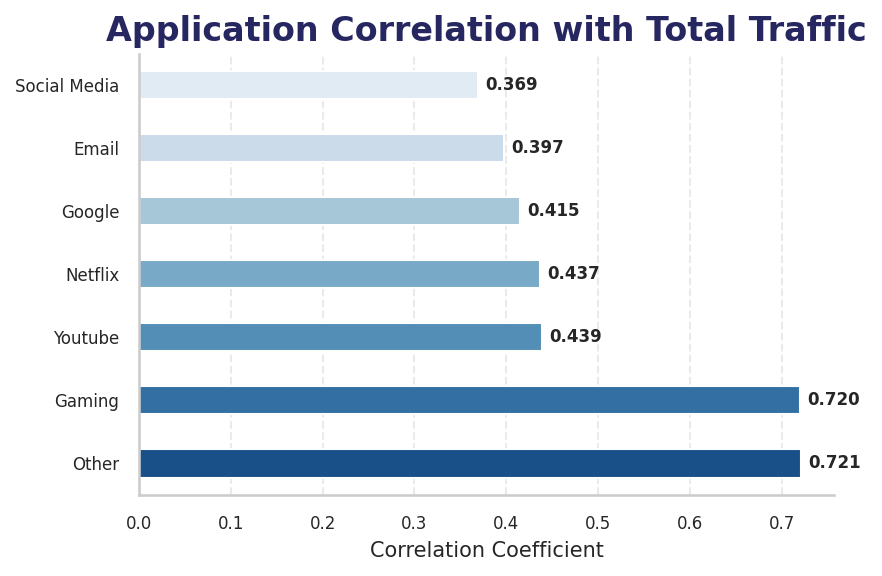 Application Correlation with Total Traffic
Social Media 0.369
Email 0.397
Google 0.415
Netflix 0.437
Youtube 0.439
Gaming 0.720
Other 0.721
0.0 0.1 0.2 0.3 0.4 0.5 0.6 0.7
Correlation Coefficient